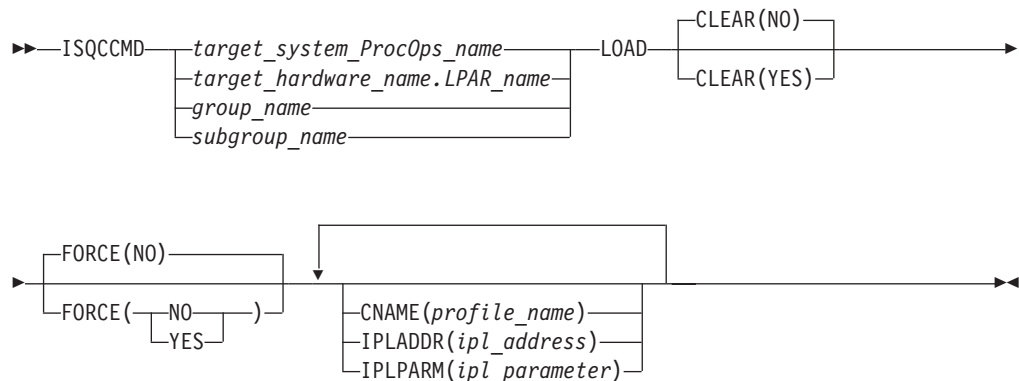 CLEAR(NO)
ISQCCMD target_system_ProcOps_name LOAD
target_hardware_name.LPAR_name CLEAR(YES)
group_name
subgroup_name
FORCE(NO)
FORCE( NO ) CNAME(profile_name)
YES IPLADDR(ipl_address)
IPLPARM(ipl_parameter)